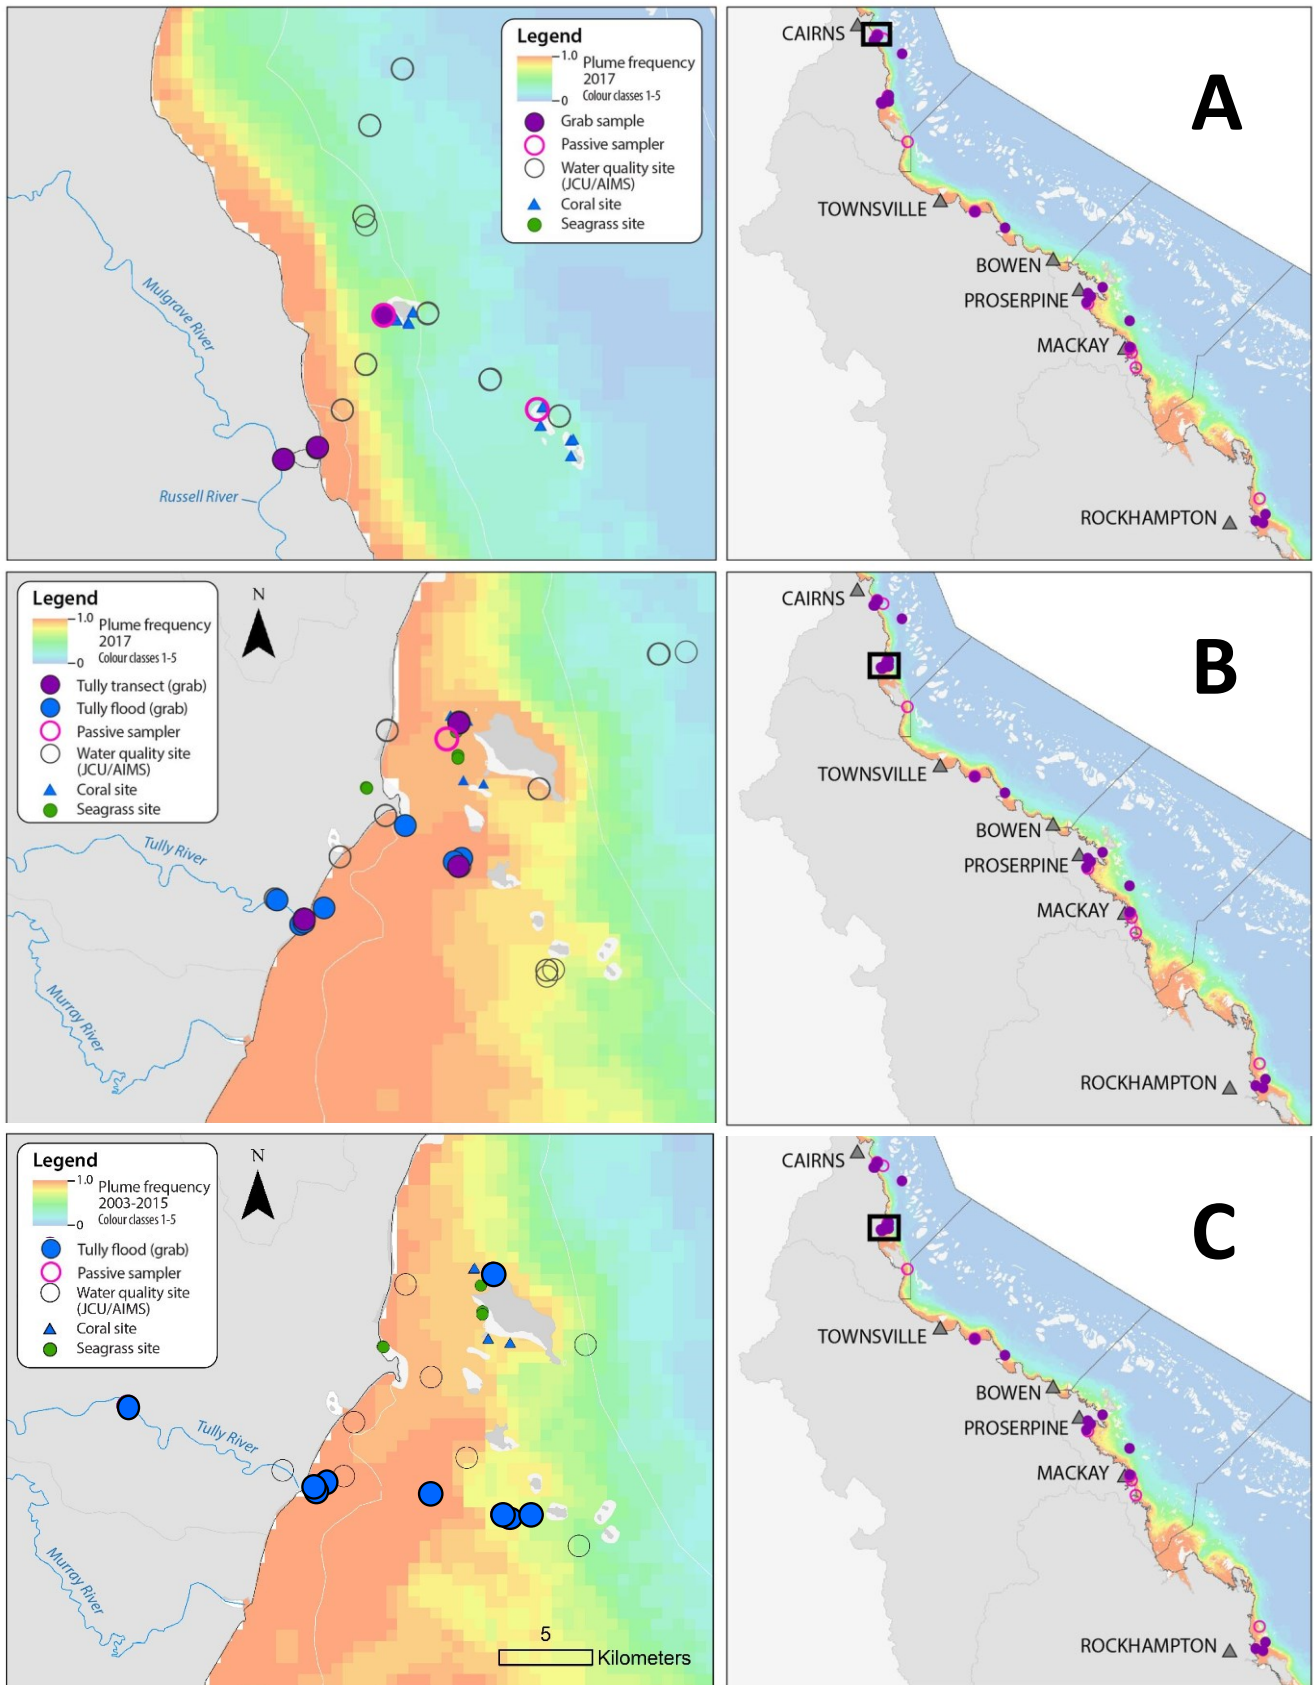 Legend
1.0
Plume frequency
2017
Colour classes 1-5
0
Grab sample
Passive sampler
Water quality site
(JCU/AIMS)
Coral site
Seagrass site
Mulgrave River
Russell River
CAIRNS
A
TOWNSVILLE
BOWEN
PROSERPINE
MACKAY
ROCKHAMPTON
Legend
1.0
Plume frequency
2017
Colour classes 1-5
0
Tully transect (grab)
Tully flood (grab)
Passive sampler
Water quality site
(JCU/AIMS)
Coral site
Seagrass site
N
Tully River
Murray River
CAIRNS
B
TOWNSVILLE
BOWEN
PROSERPINE
MACKAY
ROCKHAMPTON
Legend
1.0
Plume frequency
2003-2015
Colour classes 1-5
0
Tully flood (grab)
Passive sampler
Water quality site
(JCU/AIMS)
Coral site
Seagrass site
N
Tully River
Murray River
5
Kilometers
CAIRNS
C
TOWNSVILLE
BOWEN
PROSERPINE
MACKAY
ROCKHAMPTON